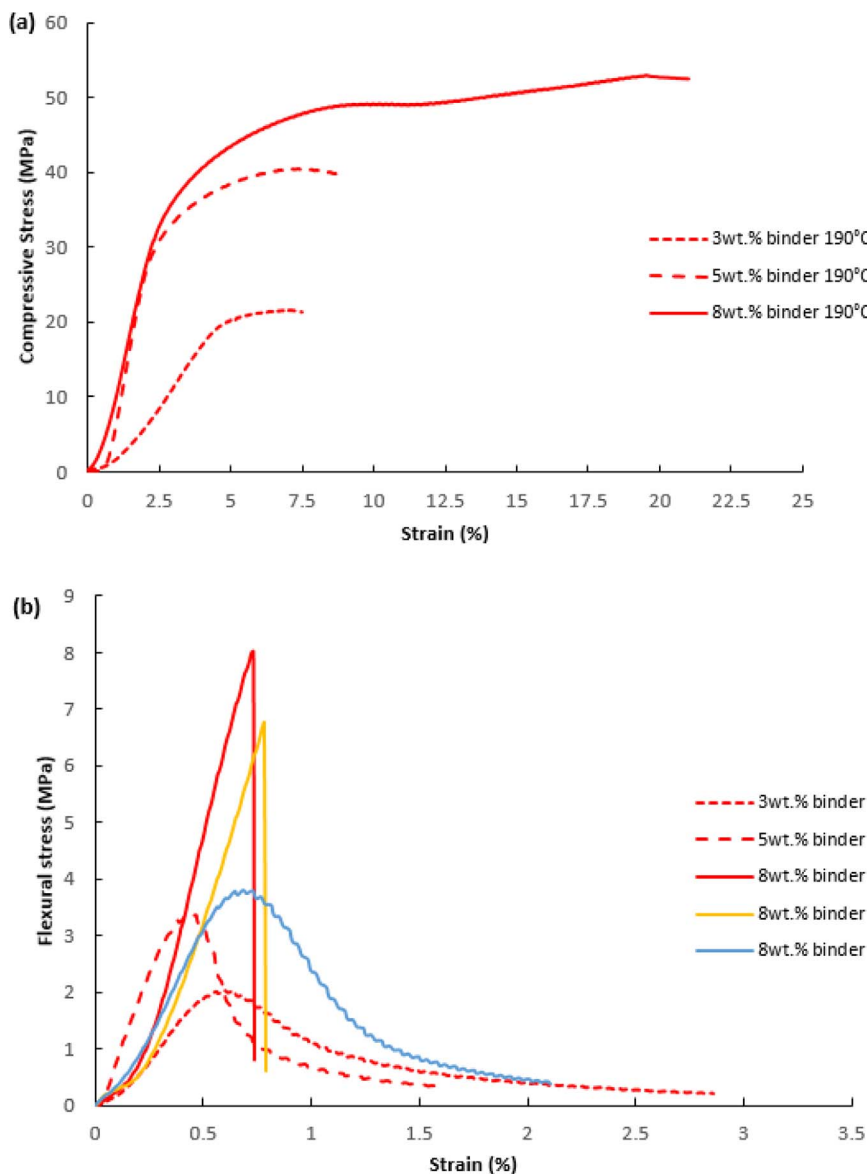 (a)
60
50
40
30
20
10
0
Compressive Stress (MPa)
0 2.5 5 7.5 10 12.5 15 17.5 20 22.5 25
Strain (%)
3wt.% binder 190°C
5wt.% binder 190°C
8wt.% binder 190°C
(b)
9
8
7
6
5
4
3
2
1
0
Flexural stress (MPa)
0 0.5 1 1.5 2 2.5 3 3.5
Strain (%)
3wt.% binder
5wt.% binder
8wt.% binder
8wt.% binder
8wt.% binder